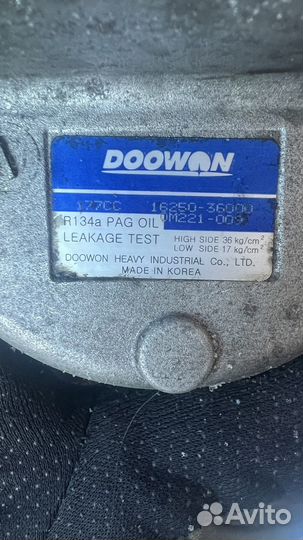 DOOWON
177CC 16250-36000
R134a PAG OIL
LEAKAGE TEST HIGH SIDE 36 kg/cm²
LOW SIDE 17 kg/cm²
DOOWON HEAVY INDUSTRIAL Co., LTD.
MADE IN KOREA
Avito